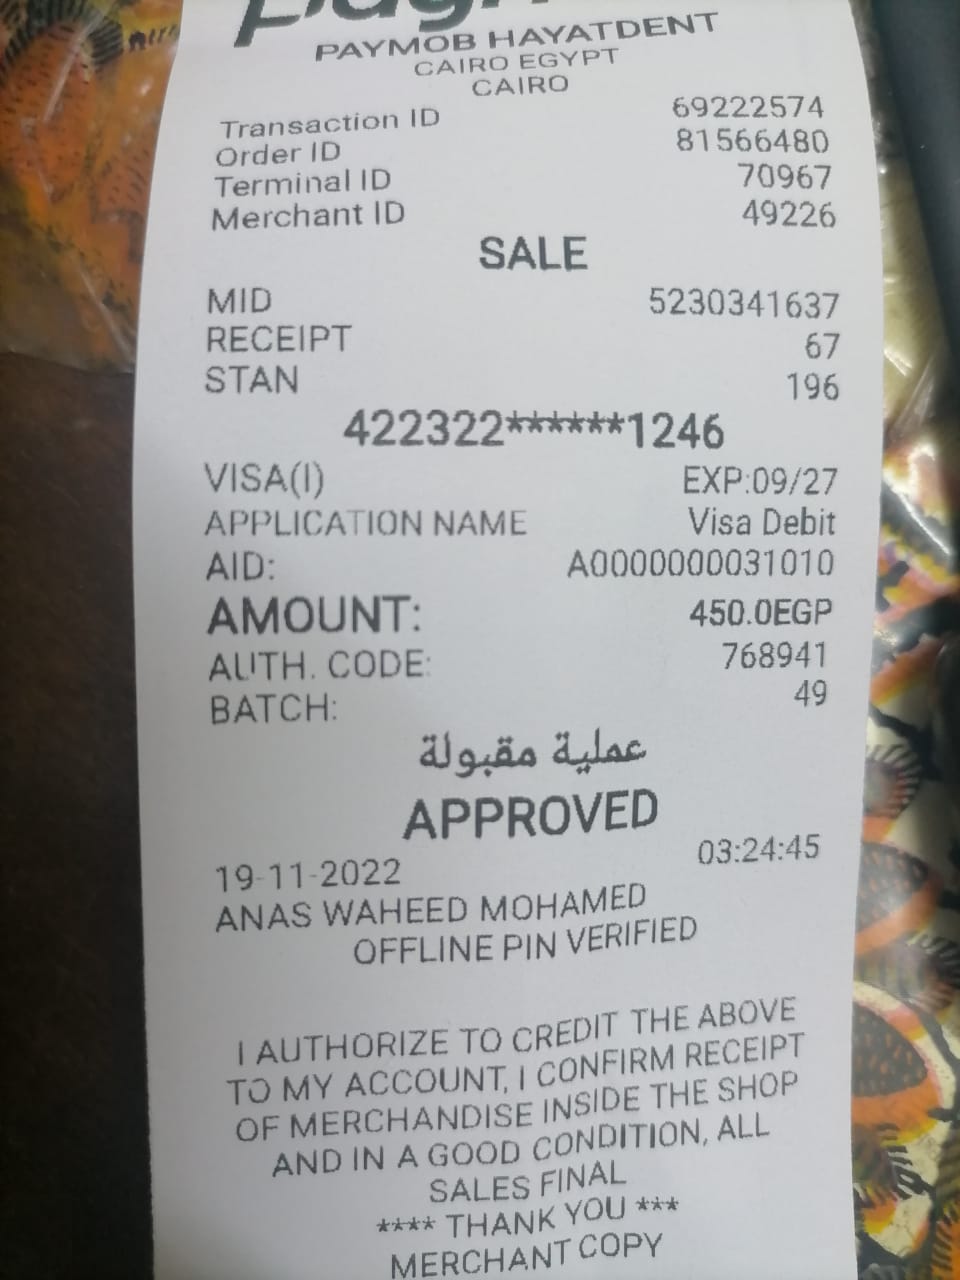 PAYMOB HAYATDENT
CAIRO EGYPT
CAIRO
Transaction ID 69222574
Order ID 81566480
Terminal ID 70967
Merchant ID 49226
SALE
MID 5230341637
RECEIPT 67
STAN 196
422322******1246
VISA(I) EXP:09/27
APPLICATION NAME Visa Debit
AID: A0000000031010
AMOUNT: 450.0EGP
AUTH. CODE: 768941
BATCH: 49
عملية مقبولة
APPROVED
19-11-2022 03:24:45
ANAS WAHEED MOHAMED
OFFLINE PIN VERIFIED
I AUTHORIZE TO CREDIT THE ABOVE
TO MY ACCOUNT, I CONFIRM RECEIPT
OF MERCHANDISE INSIDE THE SHOP
AND IN A GOOD CONDITION, ALL
SALES FINAL
**** THANK YOU ***
MERCHANT COPY